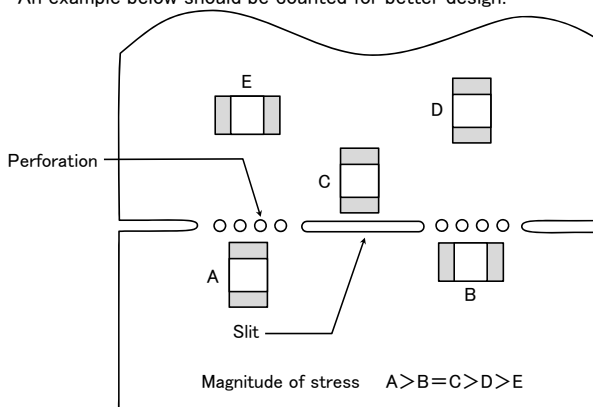 An example below should be counted for better design.
E
D
Perforation
C
A
B
Slit
Magnitude of stress A>B=C>D>E